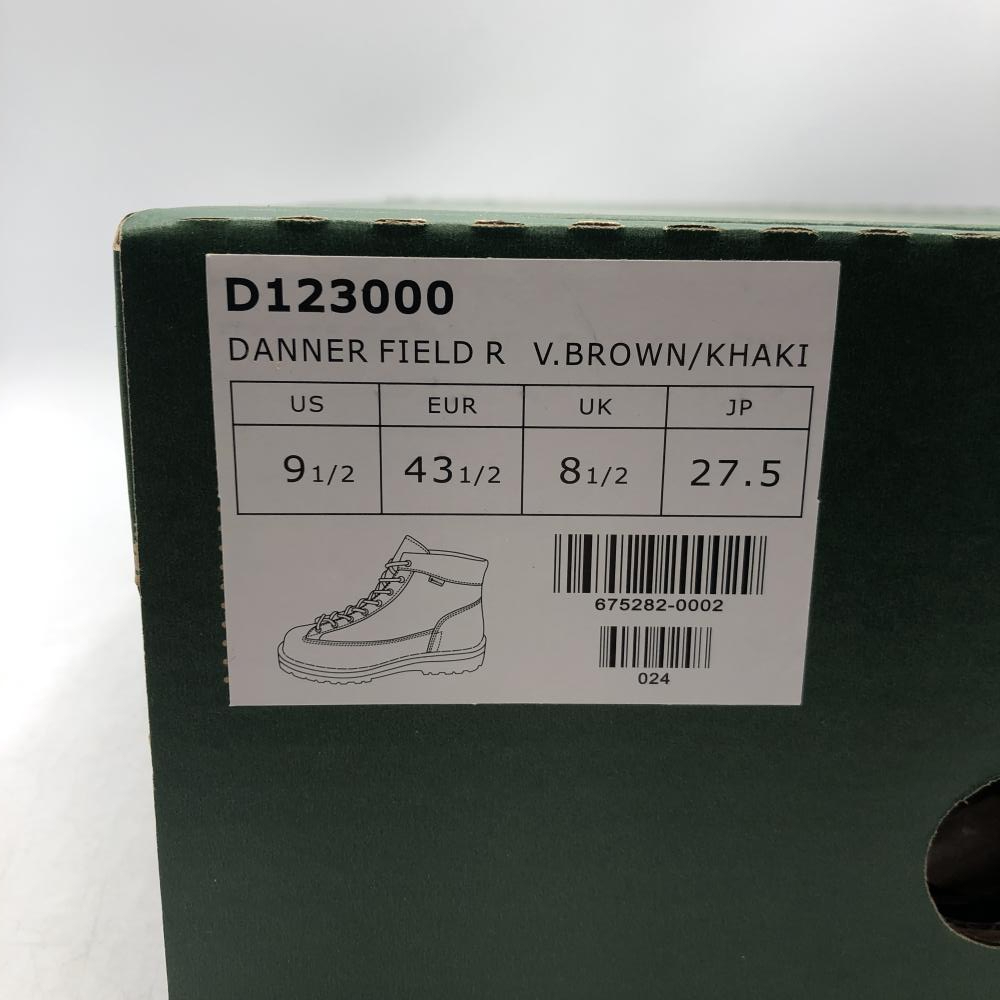 D123000
DANNER FIELD R V.BROWN/KHAKI
US EUR UK JP
9 1/2 43 1/2 8 1/2 27.5
675282-0002
024